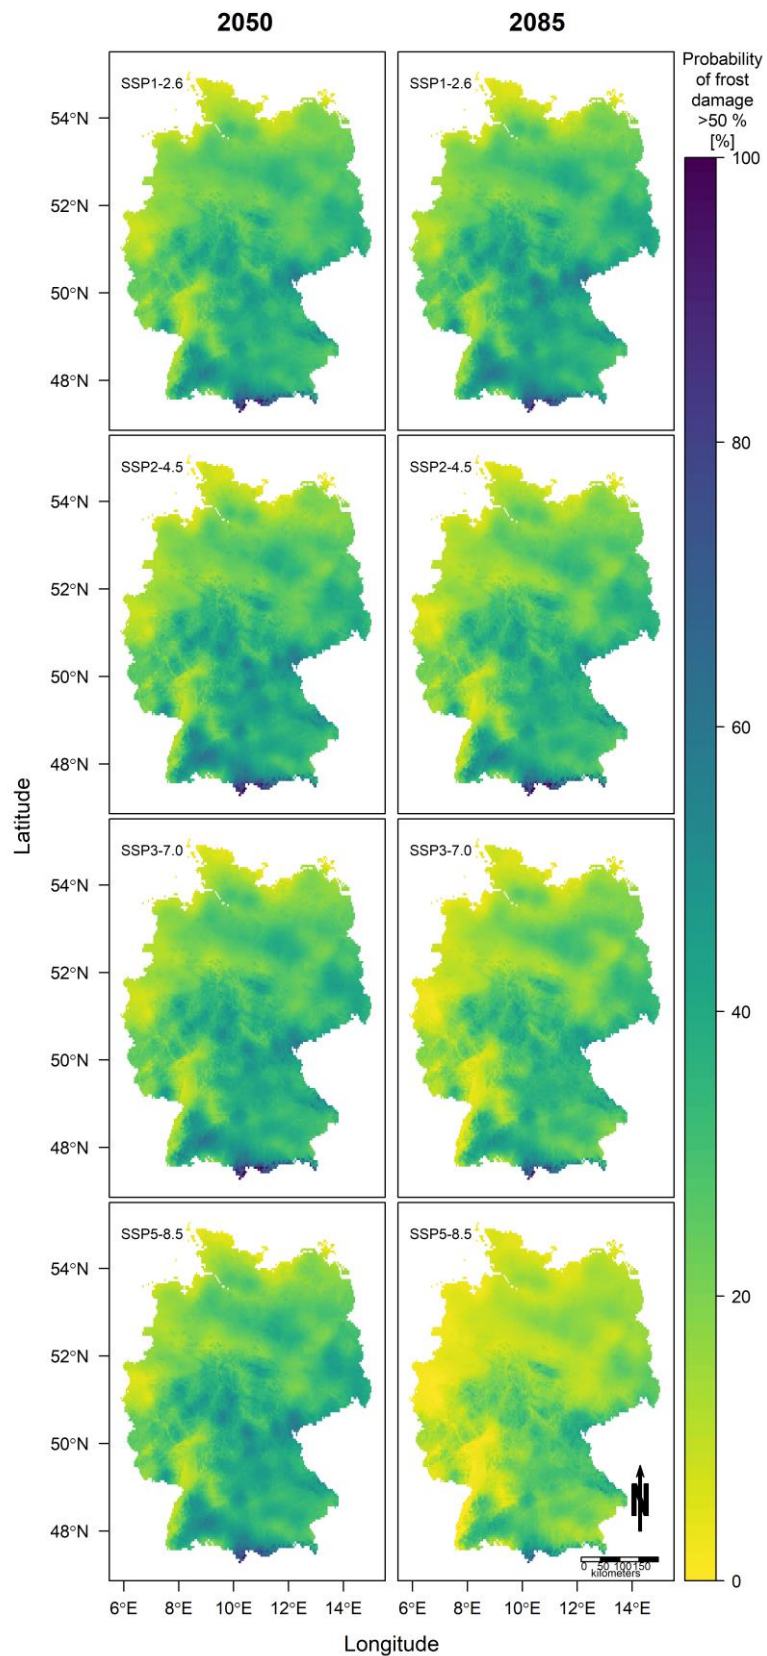 2050
2085
Probability
of frost
damage
>50 %
[%]
SSP1-2.6
SSP1-2.6
54°N
52°N
50°N
48°N
100
80
60
40
20
0
SSP2-4.5
SSP2-4.5
54°N
52°N
50°N
48°N
Latitude
SSP3-7.0
SSP3-7.0
54°N
52°N
50°N
48°N
SSP5-8.5
SSP5-8.5
54°N
52°N
50°N
48°N
N
0 50 100 150
kilometers
6°E 8°E 10°E 12°E 14°E 6°E 8°E 10°E 12°E 14°E
Longitude